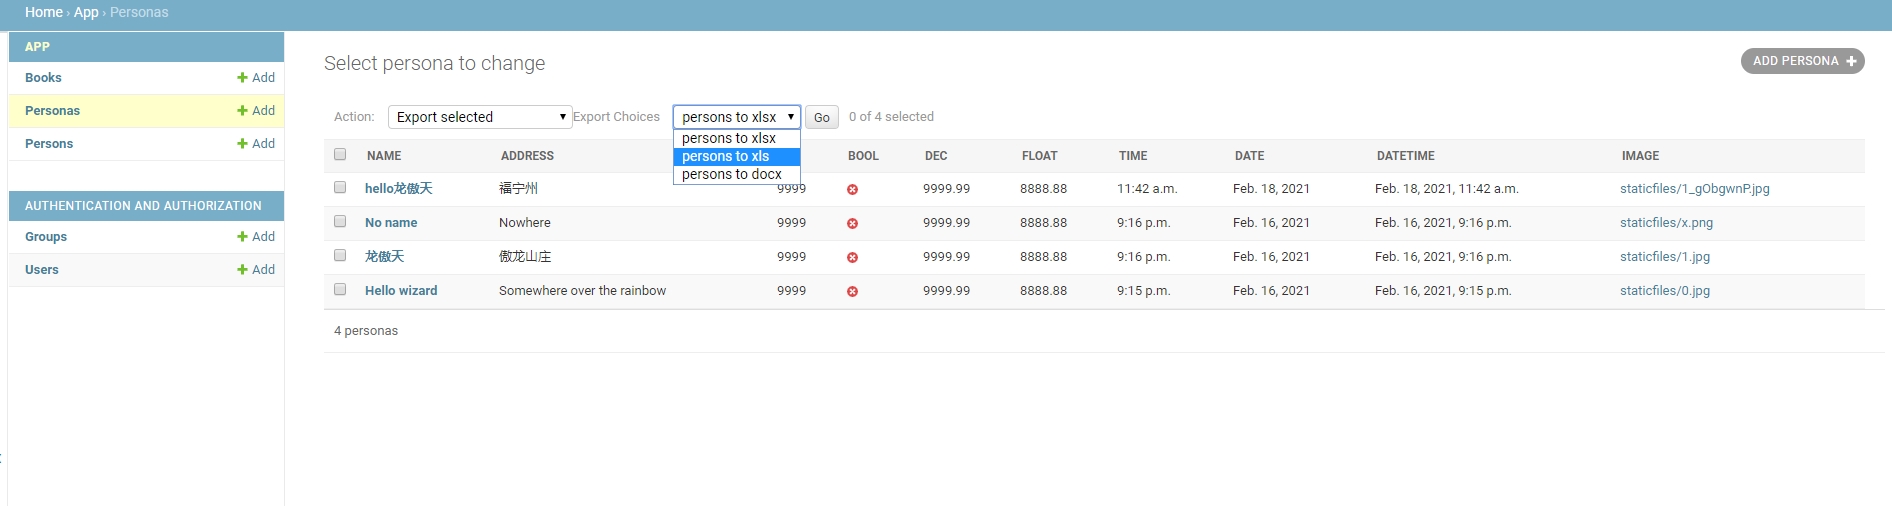 Home › App › Personas
APP
Books + Add
Personas + Add
Persons + Add
AUTHENTICATION AND AUTHORIZATION
Groups + Add
Users + Add
Select persona to change
ADD PERSONA +
Action: Export selected Export Choices persons to xlsx Go 0 of 4 selected
persons to xlsx
persons to xls
persons to docx
NAME ADDRESS BOOL DEC FLOAT TIME DATE DATETIME IMAGE
hello龙傲天 福宁州 9999 9999.99 8888.88 11:42 a.m. Feb. 18, 2021 Feb. 18, 2021, 11:42 a.m. staticfiles/1_gObgwnP.jpg
No name Nowhere 9999 9999.99 8888.88 9:16 p.m. Feb. 16, 2021 Feb. 16, 2021, 9:16 p.m. staticfiles/x.png
龙傲天 傲龙山庄 9999 9999.99 8888.88 9:16 p.m. Feb. 16, 2021 Feb. 16, 2021, 9:16 p.m. staticfiles/1.jpg
Hello wizard Somewhere over the rainbow 9999 9999.99 8888.88 9:15 p.m. Feb. 16, 2021 Feb. 16, 2021, 9:15 p.m. staticfiles/0.jpg
4 personas